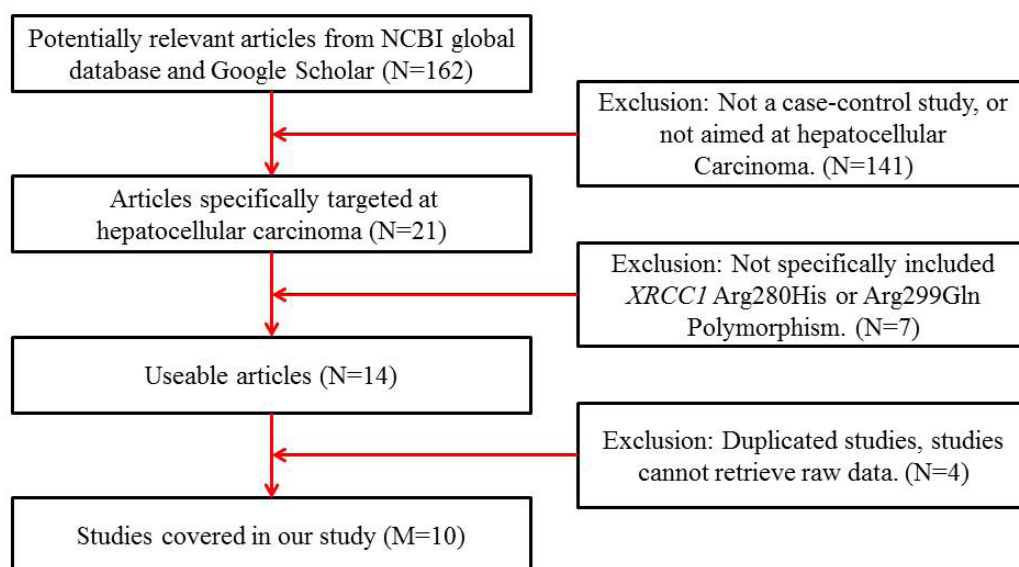 Potentially relevant articles from NCBI global
database and Google Scholar (N=162)
Exclusion: Not a case-control study, or
not aimed at hepatocellular
Carcinoma. (N=141)
Articles specifically targeted at
hepatocellular carcinoma (N=21)
Exclusion: Not specifically included
XRCC1 Arg280His or Arg299Gln
Polymorphism. (N=7)
Useable articles (N=14)
Exclusion: Duplicated studies, studies
cannot retrieve raw data. (N=4)
Studies covered in our study (M=10)